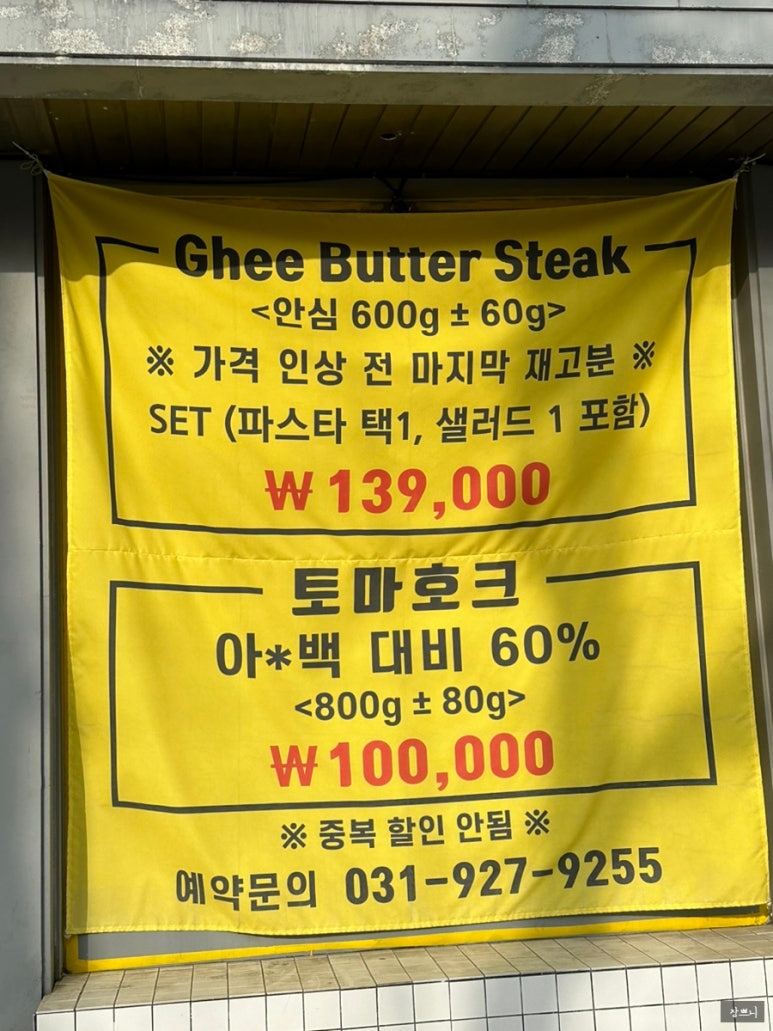 Ghee Butter Steak
<안심 600g ± 60g>
※ 가격 인상 전 마지막 재고분 ※
SET (파스타 택1, 샐러드 1 포함)
₩139,000
토마호크
아*백 대비 60%
<800g ± 80g>
₩100,000
※ 중복 할인 안됨 ※
예약문의 031-927-9255
잠쁘니